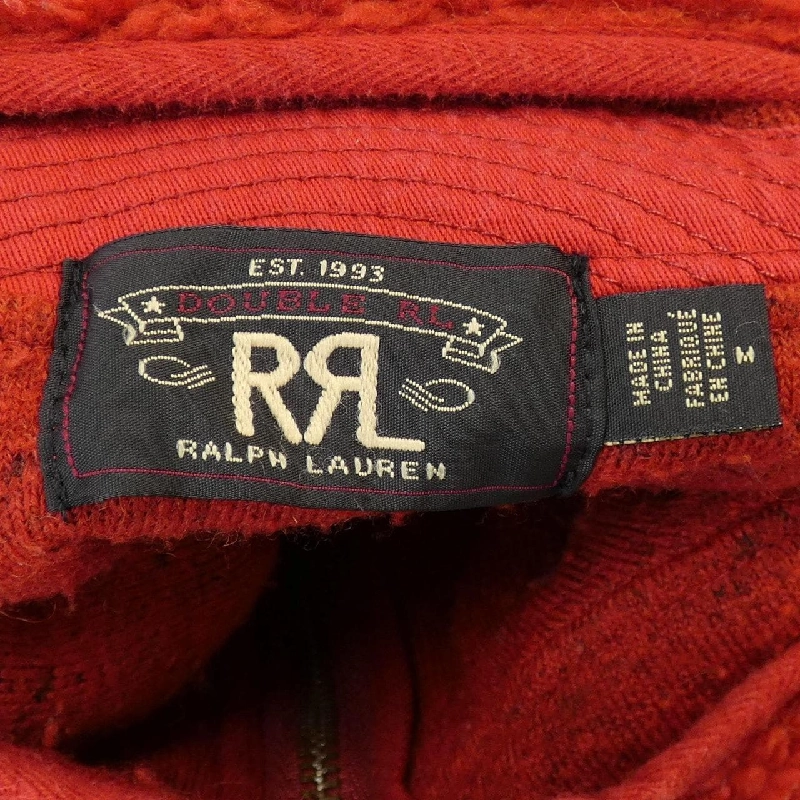 EST. 1993
DOUBLE RL
RRL
RALPH LAUREN
MADE IN
CHINA
FABRIQUÉ
EN CHINE
M